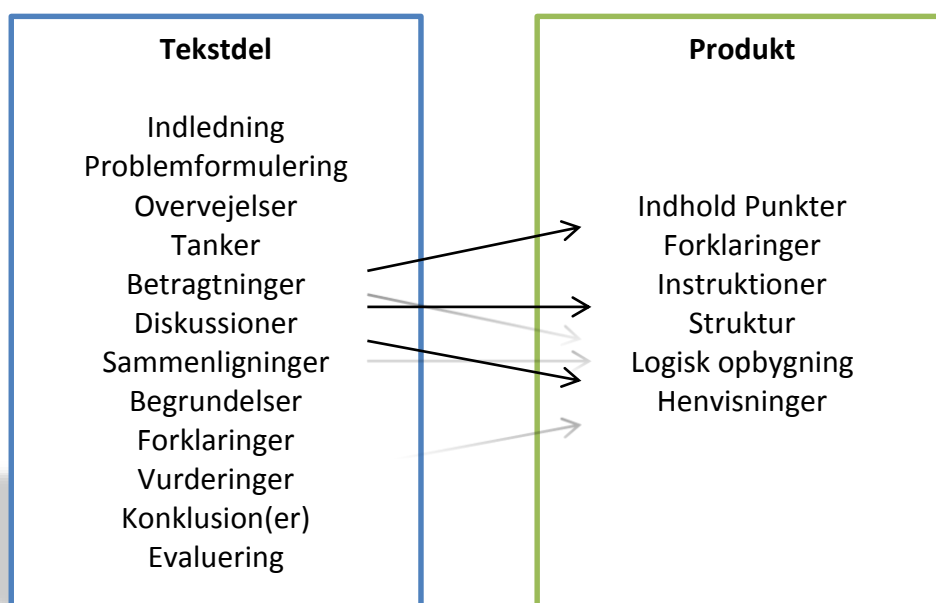 Tekstdel
Indledning
Problemformulering
Overvejelser
Tanker
Betragtninger
Diskussioner
Sammenligninger
Begrundelser
Forklaringer
Vurderinger
Konklusion(er)
Evaluering
Produkt
Indhold Punkter
Forklaringer
Instruktioner
Struktur
Logisk opbygning
Henvisninger